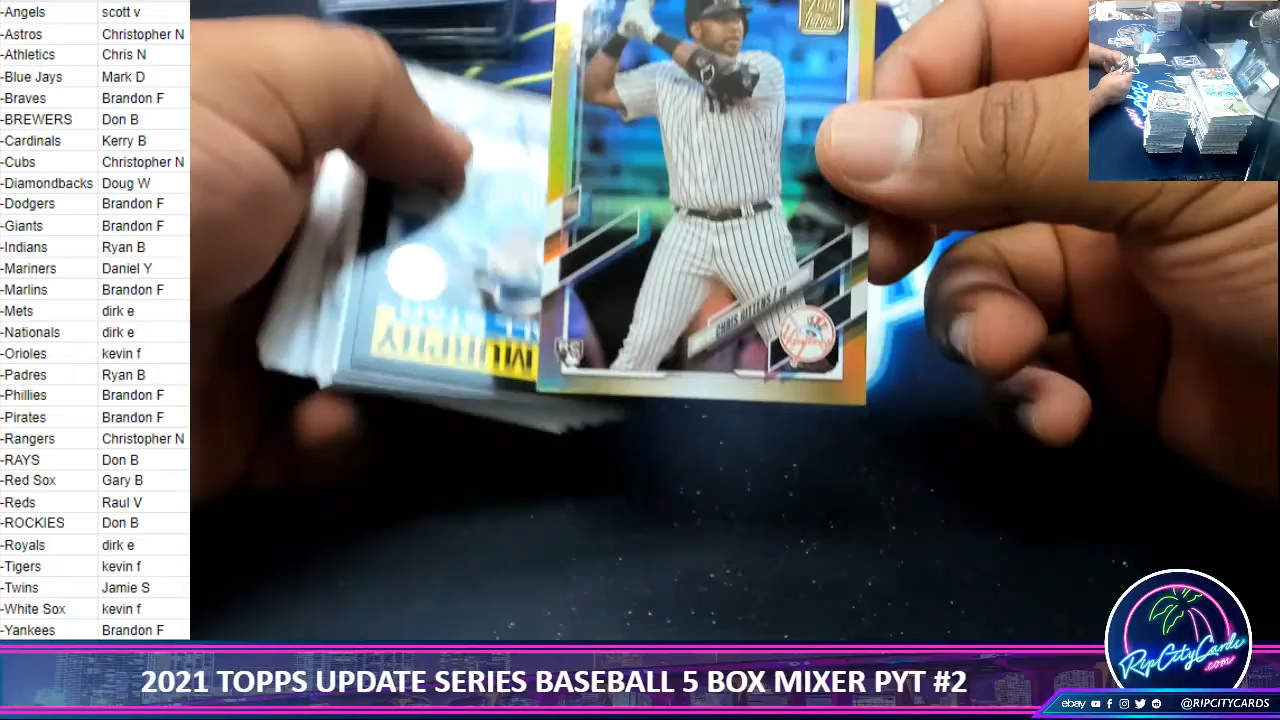 -Angels scott v
-Astros Christopher N
-Athletics Chris N
-Blue Jays Mark D
-Braves Brandon F
-BREWERS Don B
-Cardinals Kerry B
-Cubs Christopher N
-Diamondbacks Doug W
-Dodgers Brandon F
-Giants Brandon F
-Indians Ryan B
-Mariners Daniel Y
-Marlins Brandon F
-Mets dirk e
-Nationals dirk e
-Orioles kevin f
-Padres Ryan B
-Phillies Brandon F
-Pirates Brandon F
-Rangers Christopher N
-RAYS Don B
-Red Sox Gary B
-Reds Raul V
-ROCKIES Don B
-Royals dirk e
-Tigers kevin f
-Twins Jamie S
-White Sox kevin f
-Yankees Brandon F
CHRIS GITTENS / 1B
RC
MURPHY
RipCityCards
.com
2021 TOPPS UPDATE SERIES BASEBALL 5 BOX MIXER PYT #2
ebay @RIPCITYCARDS